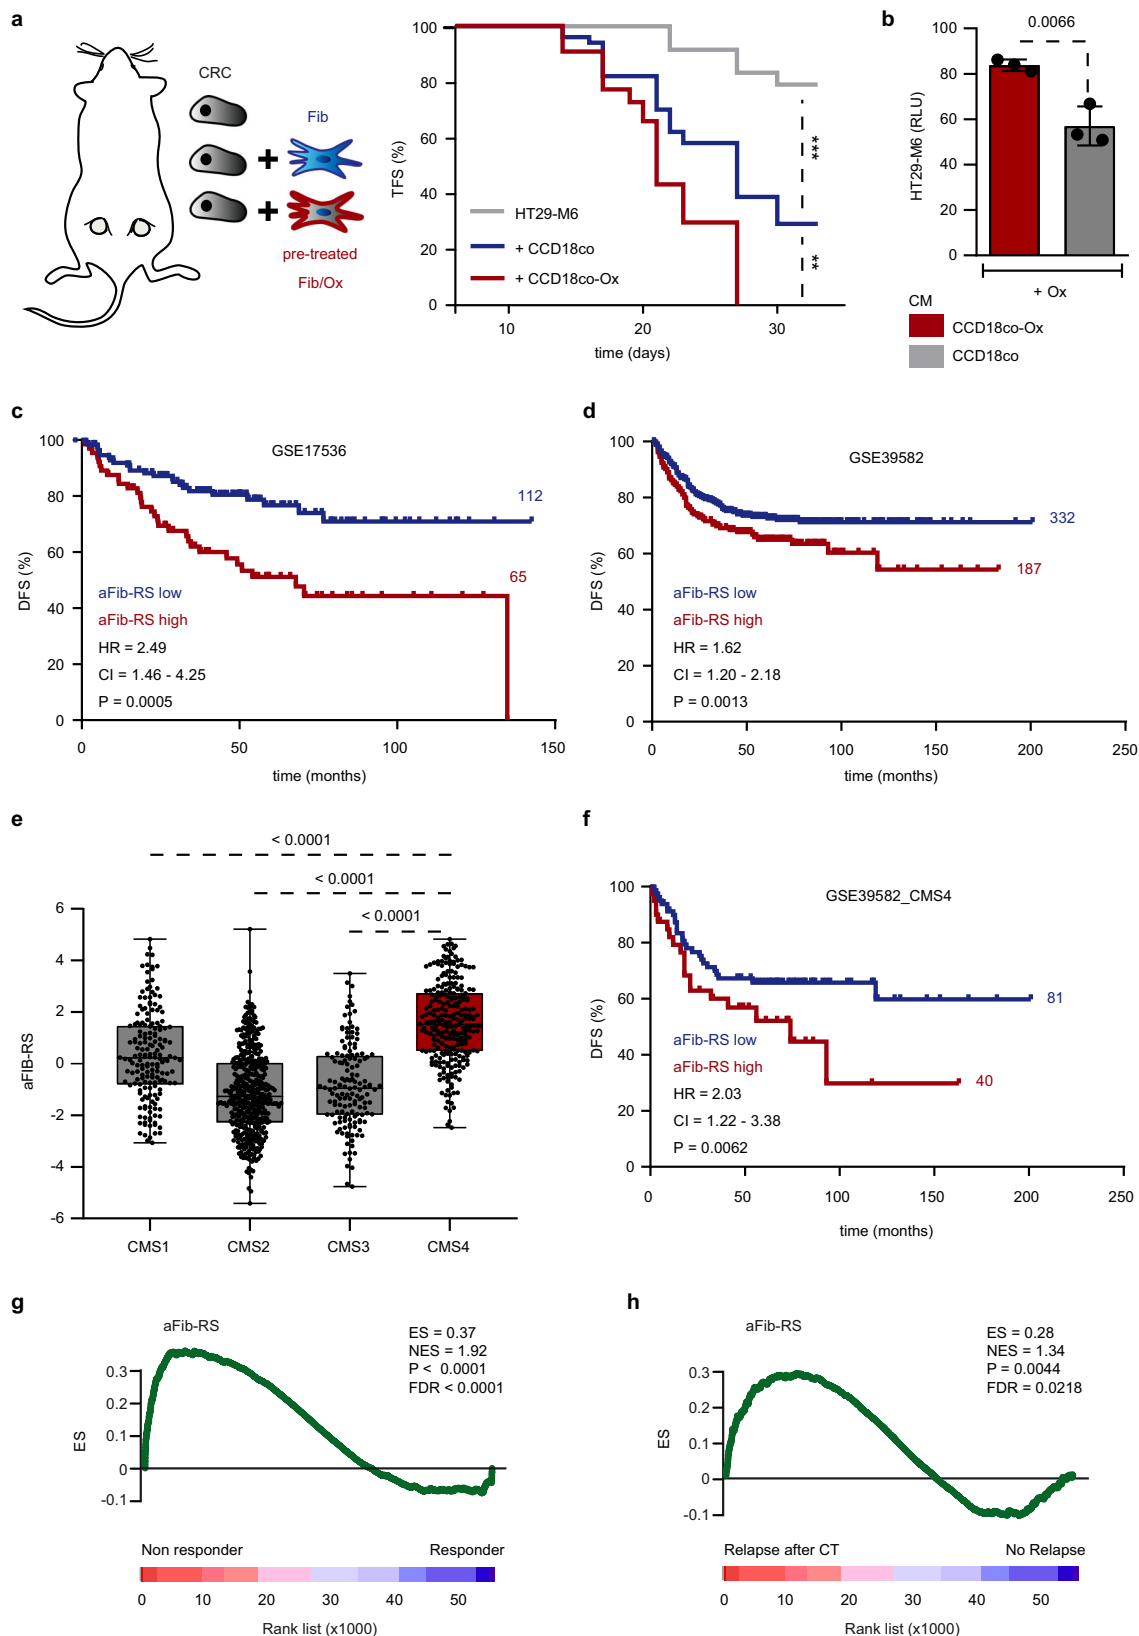 a
CRC
Fib
pre-treated
Fib/Ox
TFS (%)
100
80
60
40
20
0
HT29-M6
+ CCD18co
+ CCD18co-Ox
***
**
10 20 30
time (days)
b
0.0066
HT29-M6 (RLU)
100
80
60
40
20
0
+ Ox
CM
CCD18co-Ox
CCD18co
c
GSE17536
DFS (%)
100
80
60
40
20
0
112
65
aFib-RS low
aFib-RS high
HR = 2.49
CI = 1.46 - 4.25
P = 0.0005
0 50 100 150
time (months)
d
GSE39582
DFS (%)
100
80
60
40
20
0
332
187
aFib-RS low
aFib-RS high
HR = 1.62
CI = 1.20 - 2.18
P = 0.0013
0 50 100 150 200 250
time (months)
e
< 0.0001
< 0.0001
< 0.0001
aFIB-RS
6
4
2
0
-2
-4
-6
CMS1 CMS2 CMS3 CMS4
f
GSE39582_CMS4
DFS (%)
100
80
60
40
20
0
81
40
aFib-RS low
aFib-RS high
HR = 2.03
CI = 1.22 - 3.38
P = 0.0062
0 50 100 150 200 250
time (months)
g
aFib-RS
ES = 0.37
NES = 1.92
P < 0.0001
FDR < 0.0001
ES
0.3
0.2
0.1
0
-0.1
Non responder Responder
0 10 20 30 40 50
Rank list (x1000)
h
aFib-RS
ES = 0.28
NES = 1.34
P = 0.0044
FDR = 0.0218
ES
0.3
0.2
0.1
0
-0.1
Relapse after CT No Relapse
0 10 20 30 40 50
Rank list (x1000)